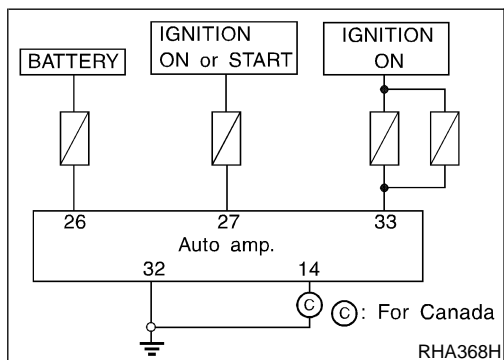 BATTERY
IGNITION
ON or START
IGNITION
ON
26
27
33
Auto amp.
32
14
C
C : For Canada
RHA368H